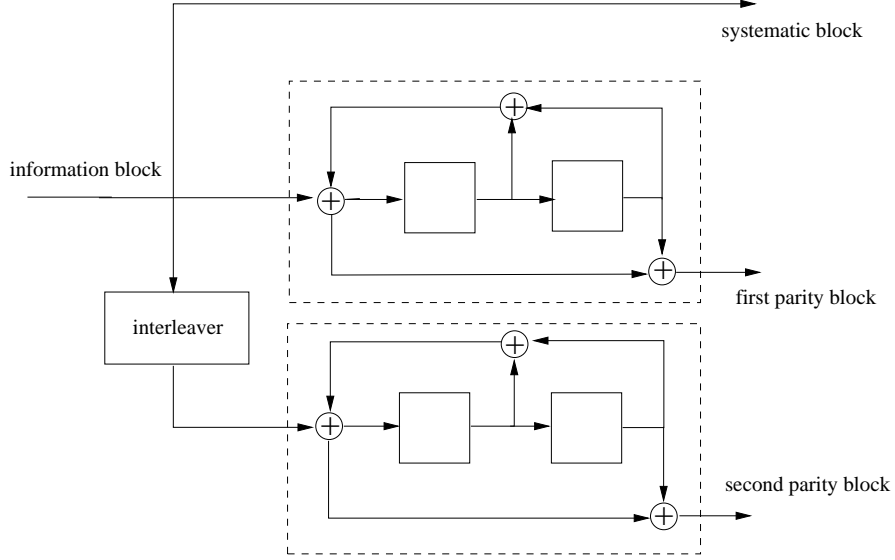 systematic block
information block
first parity block
interleaver
second parity block